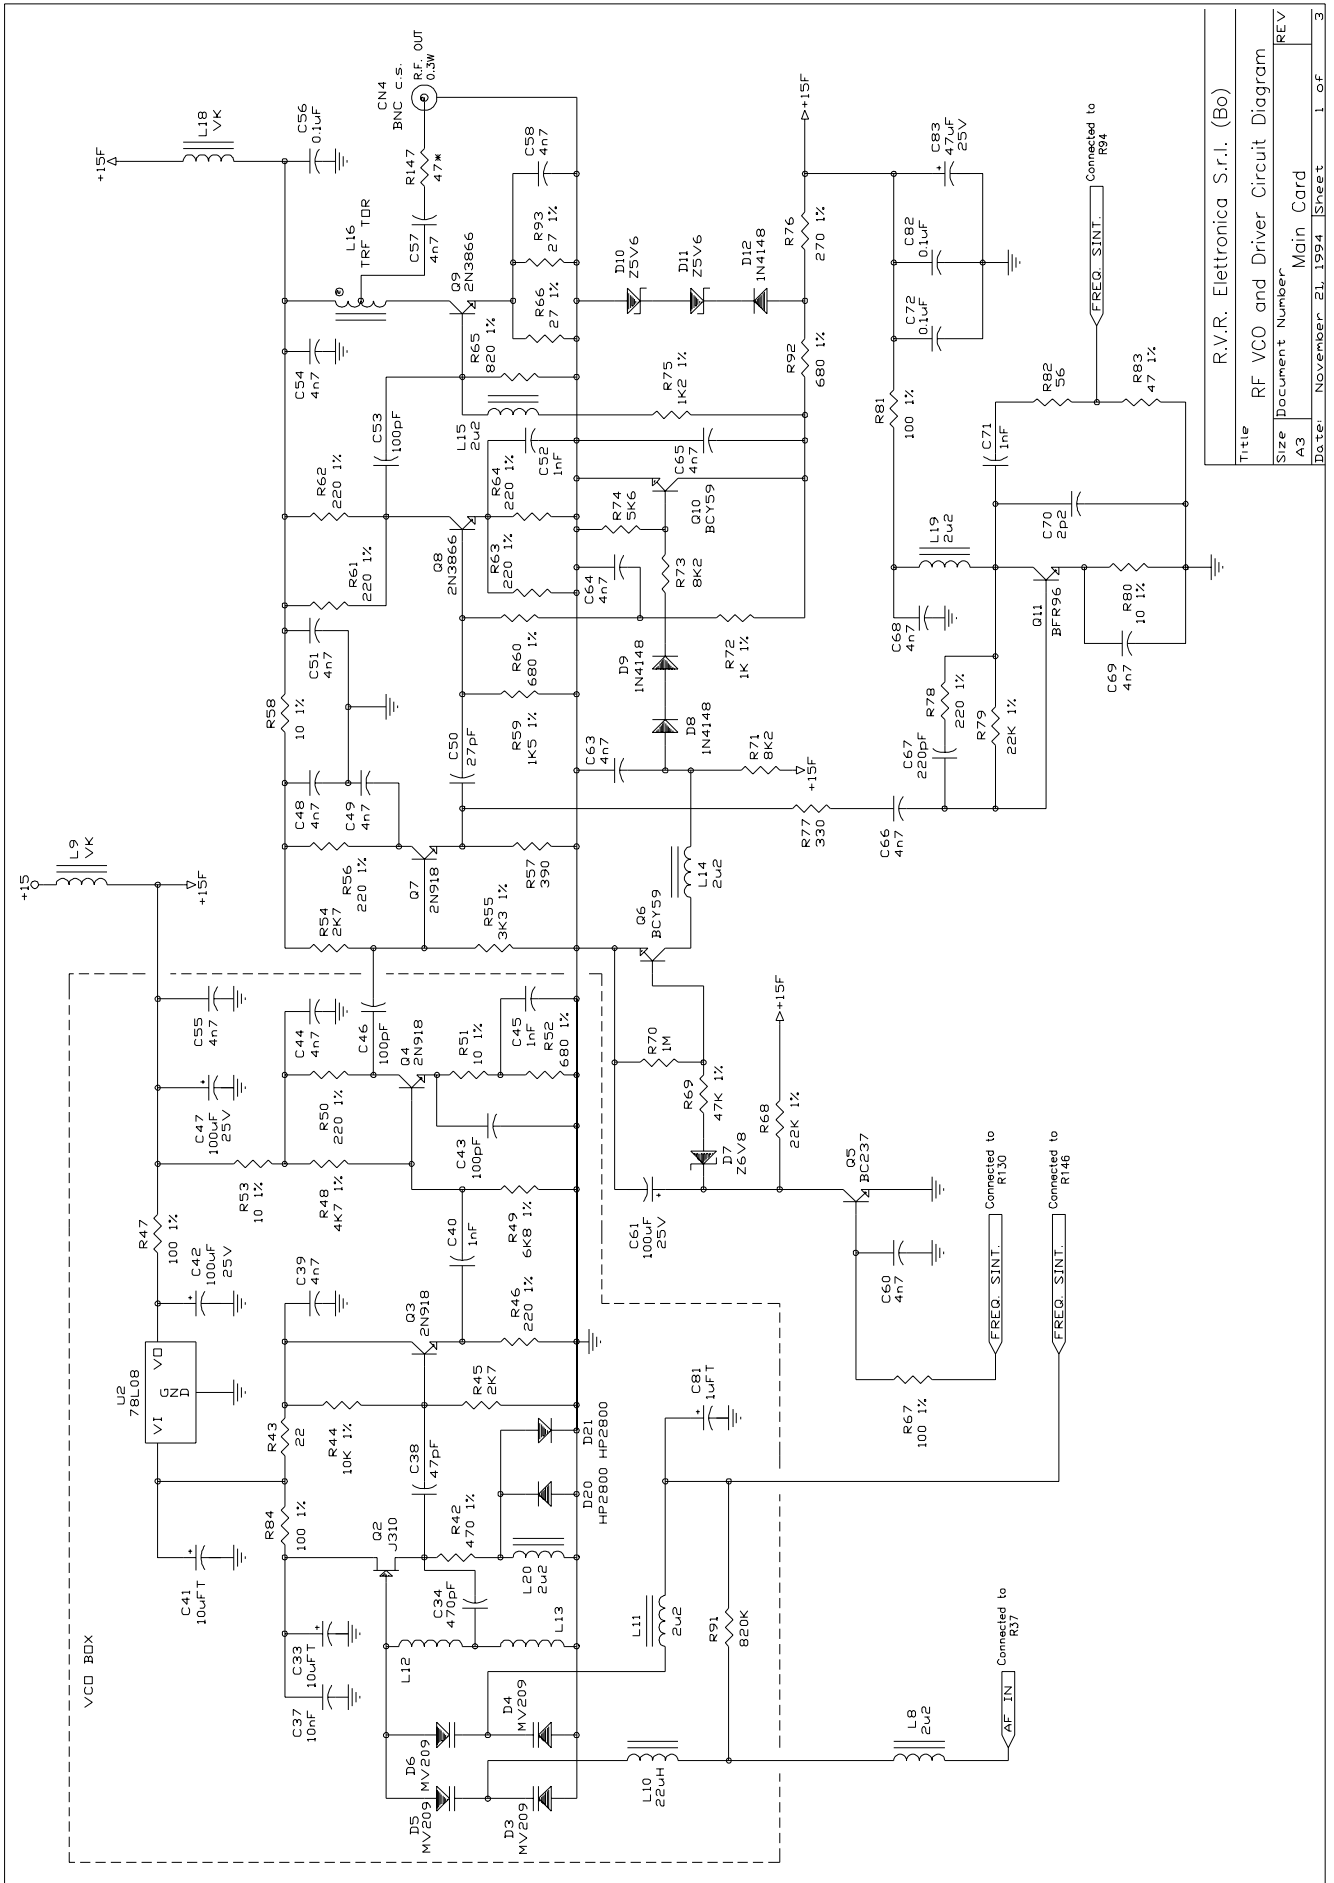 VCO BOX
+15
L9
VK
+15F
C41
10uFT
U2
78L08
VI
VO
GND
C42
100uF
25V
R47
100 1%
C47
100uF
25V
C55
4n7
R53
10 1%
R84
100 1%
R43
22
C37
10nF
C33
10uFT
Q2
J310
R44
10K 1%
C39
4n7
Q3
2N918
C38
47pF
R45
2K7
R42
470 1%
L20
2u2
D20
HP2800
D21
HP2800
C34
470pF
L12
L13
D6
MV209
D5
MV209
D4
MV209
D3
MV209
L10
22uH
L11
2u2
R91
820K
C81
1uFT
L8
2u2
AF IN
Connected to
R37
R46
220 1%
C40
1nF
R49
6K8 1%
R48
4K7 1%
R50
220 1%
C44
4n7
Q4
2N918
C43
100pF
R51
10 1%
C45
1nF
R52
680 1%
C46
100pF
R54
2K7
R55
3K3 1%
R56
220 1%
Q7
2N918
R57
390
C48
4n7
C49
4n7
R58
10 1%
C51
4n7
C50
27pF
R59
1K5 1%
R60
680 1%
R61
220 1%
R62
220 1%
Q8
2N3866
R63
220 1%
R64
220 1%
C52
1nF
C53
100pF
C54
4n7
L15
2u2
R65
820 1%
R66
27 1%
R93
27 1%
C58
4n7
Q9
2N3866
L16
TRF TOR
C57
4n7
R147
47*
CN4
BNC c.s.
R.F. OUT
0.3W
+15F
L18
VK
C56
0.1uF
C61
100uF
25V
D7
Z6V8
R69
47K 1%
R70
1M
Q6
BCY59
R68
22K 1%
+15F
Q5
BC237
C60
4n7
R67
100 1%
FREQ. SINT.
Connected to
R130
FREQ. SINT.
Connected to
R146
L14
2u2
C63
4n7
R71
8K2
+15F
D8
1N4148
D9
1N4148
R73
8K2
R74
5K6
C64
4n7
R72
1K 1%
Q10
BCY59
C65
4n7
R75
1K2 1%
D10
Z5V6
D11
Z5V6
D12
1N4148
R92
680 1%
R76
270 1%
+15F
R77
330
C66
4n7
C67
220pF
R78
220 1%
R79
22K 1%
C68
4n7
L19
2u2
Q11
BFR96
C69
4n7
R80
10 1%
C70
2p2
C71
1nF
R82
56
R83
47 1%
R81
100 1%
C72
0.1uF
C82
0.1uF
C83
47uF
25V
FREQ. SINT.
Connected to
R94
R.V.R. Elettronica S.r.l. (Bo)
Title
RF VCO and Driver Circuit Diagram
Size
Document Number
REV
A3
Main Card
Date: November 21, 1994
Sheet 1 of 3